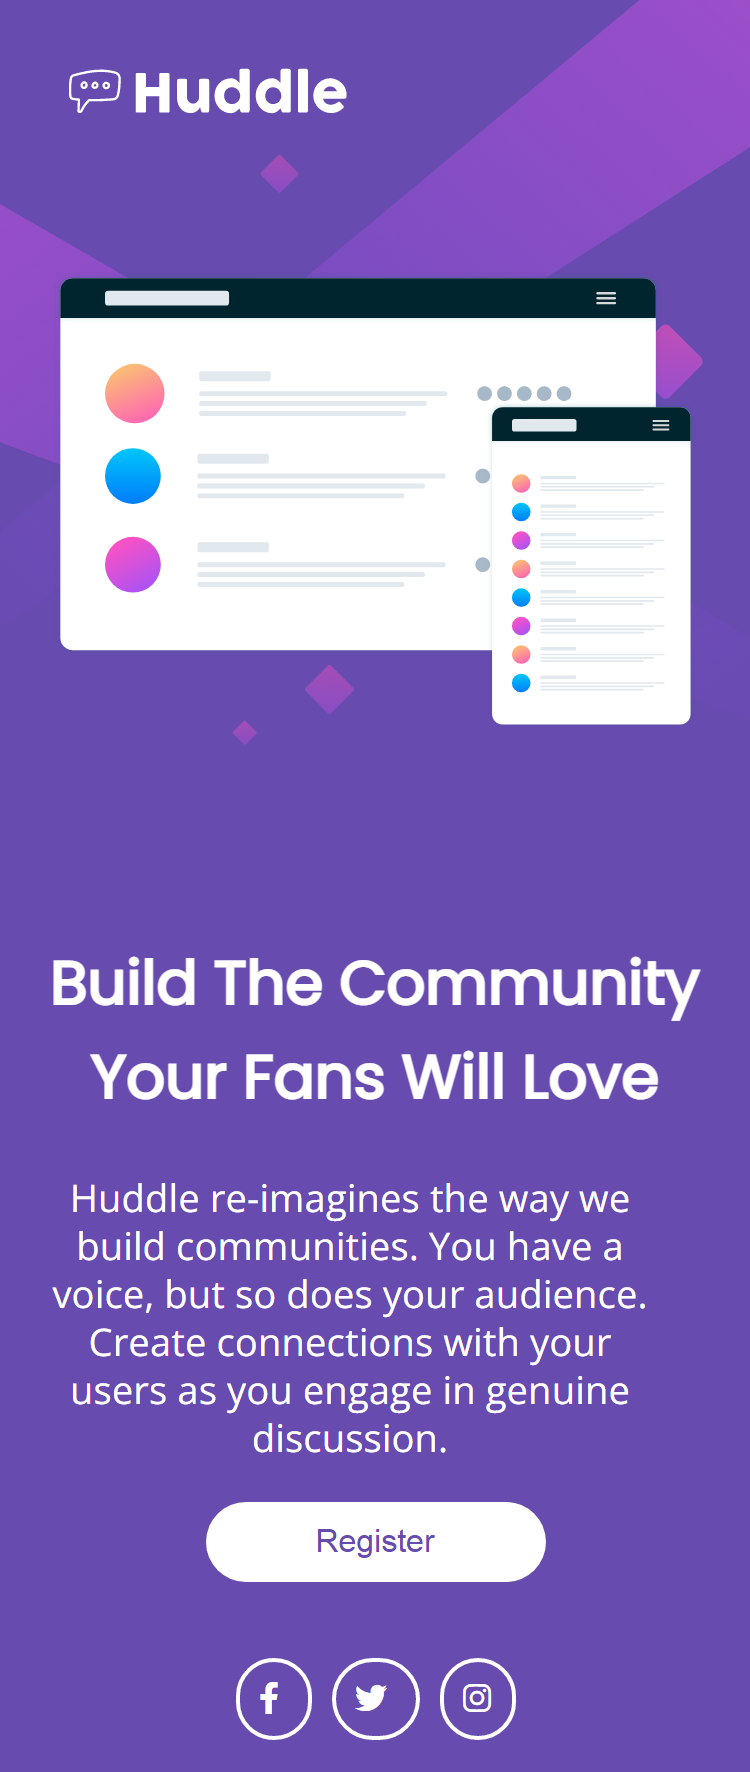 Huddle
Build The Community
Your Fans Will Love
Huddle re-imagines the way we
build communities. You have a
voice, but so does your audience.
Create connections with your
users as you engage in genuine
discussion.
Register